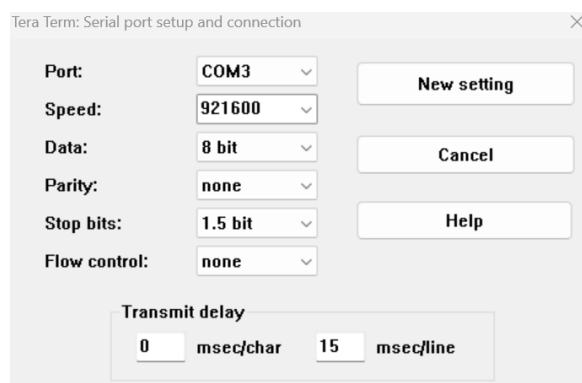 Tera Term: Serial port setup and connection
Port: COM3 New setting
Speed: 921600
Data: 8 bit Cancel
Parity: none
Stop bits: 1.5 bit Help
Flow control: none
Transmit delay
0 msec/char 15 msec/line